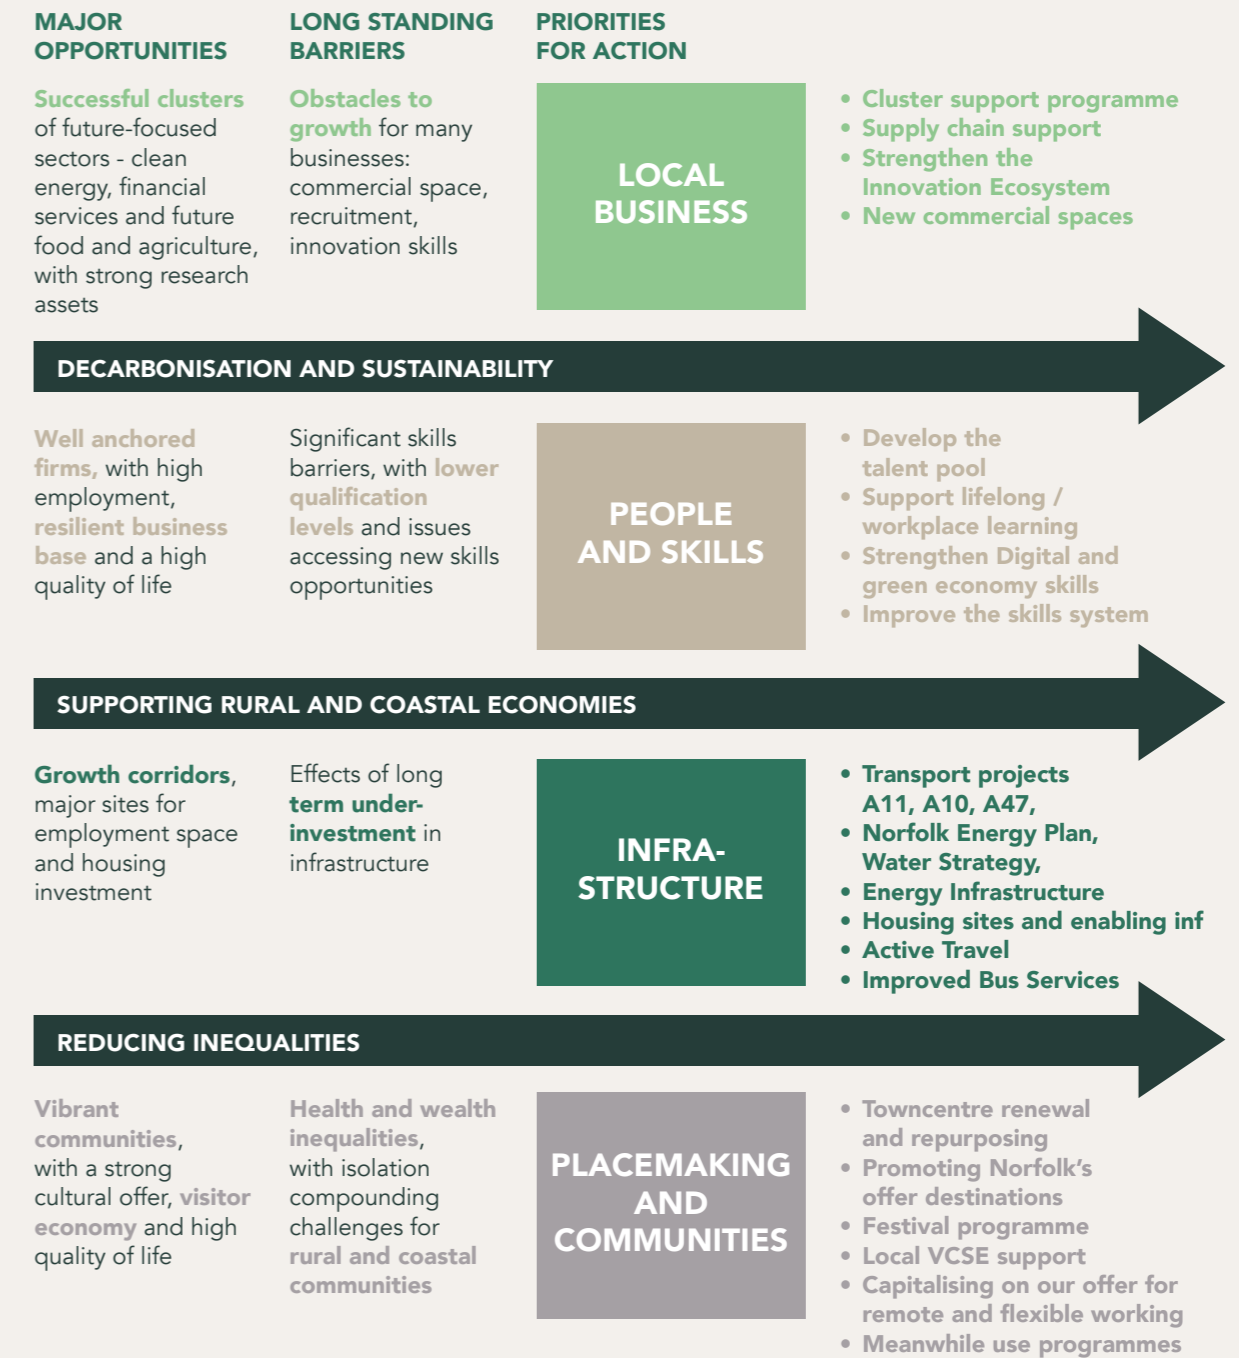 MAJOR
OPPORTUNITIES
LONG STANDING
BARRIERS
PRIORITIES
FOR ACTION
Successful clusters
of future-focused
sectors - clean
energy, financial
services and future
food and agriculture,
with strong research
assets
Obstacles to
growth for many
businesses:
commercial space,
recruitment,
innovation skills
LOCAL
BUSINESS
• Cluster support programme
• Supply chain support
• Strengthen the
Innovation Ecosystem
• New commercial spaces
DECARBONISATION AND SUSTAINABILITY
Well anchored
firms, with high
employment,
resilient business
base and a high
quality of life
Significant skills
barriers, with lower
qualification
levels and issues
accessing new skills
opportunities
PEOPLE
AND SKILLS
• Develop the
talent pool
• Support lifelong /
workplace learning
• Strengthen Digital and
green economy skills
• Improve the skills system
SUPPORTING RURAL AND COASTAL ECONOMIES
Growth corridors,
major sites for
employment space
and housing
investment
Effects of long
term under-
investment in
infrastructure
INFRA-
STRUCTURE
• Transport projects
A11, A10, A47,
• Norfolk Energy Plan,
Water Strategy,
• Energy Infrastructure
• Housing sites and enabling inf
• Active Travel
• Improved Bus Services
REDUCING INEQUALITIES
Vibrant
communities,
with a strong
cultural offer, visitor
economy and high
quality of life
Health and wealth
inequalities,
with isolation
compounding
challenges for
rural and coastal
communities
PLACEMAKING
AND
COMMUNITIES
• Towncentre renewal
and repurposing
• Promoting Norfolk's
offer destinations
• Festival programme
• Local VCSE support
• Capitalising on our offer for
remote and flexible working
• Meanwhile use programmes